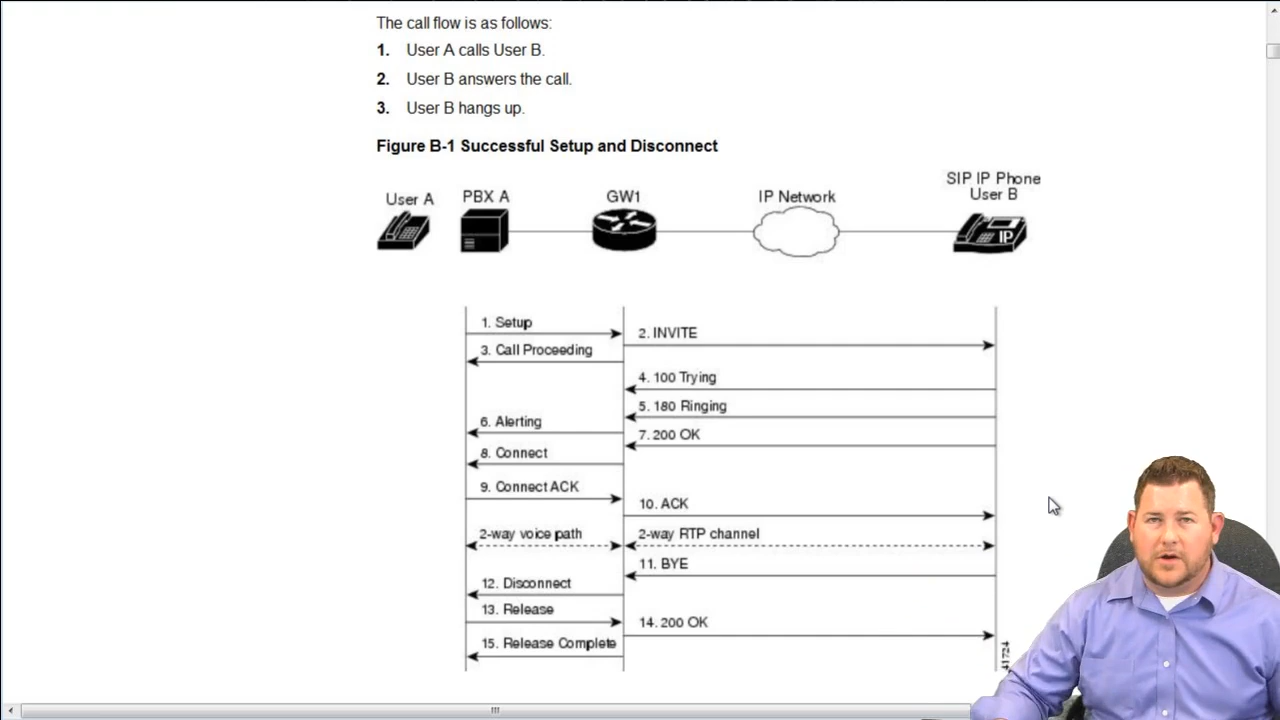 The call flow is as follows:
1. User A calls User B.
2. User B answers the call.
3. User B hangs up.
Figure B-1 Successful Setup and Disconnect
SIP IP Phone
User A PBX A GW1 IP Network User B
IP
1. Setup
2. INVITE
3. Call Proceeding
4. 100 Trying
5. 180 Ringing
6. Alerting
7. 200 OK
8. Connect
9. Connect ACK
10. ACK
2-way voice path 2-way RTP channel
11. BYE
12. Disconnect
13. Release
14. 200 OK
15. Release Complete
41724